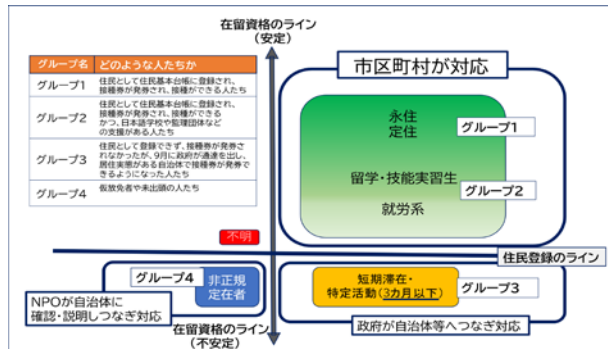 在留資格のライン
(安定)
グループ名 どのような人たちか
グループ1 住民として住民基本台帳に登録され、
接種券が発券され、接種ができる人たち
グループ2 住民として住民基本台帳に登録され、
接種券が発券され、接種ができる
かつ、日本語学校や監理団体など
の支援がある人たち
グループ3 住民として登録できず、接種券が発券さ
れなかったが、9月に政府が通達を出し、
居住実態がある自治体で接種券が発券で
きるようになった人たち
グループ4 仮放免者や未出頭の人たち
市区町村が対応
永住
定住
グループ1
留学・技能実習生
グループ2
就労系
不明
住民登録のライン
グループ4
非正規
定在者
NPOが自治体に
確認・説明しつなぎ対応
短期滞在・
特定活動(3カ月以下)
グループ3
政府が自治体等へつなぎ対応
在留資格のライン
(不安定)